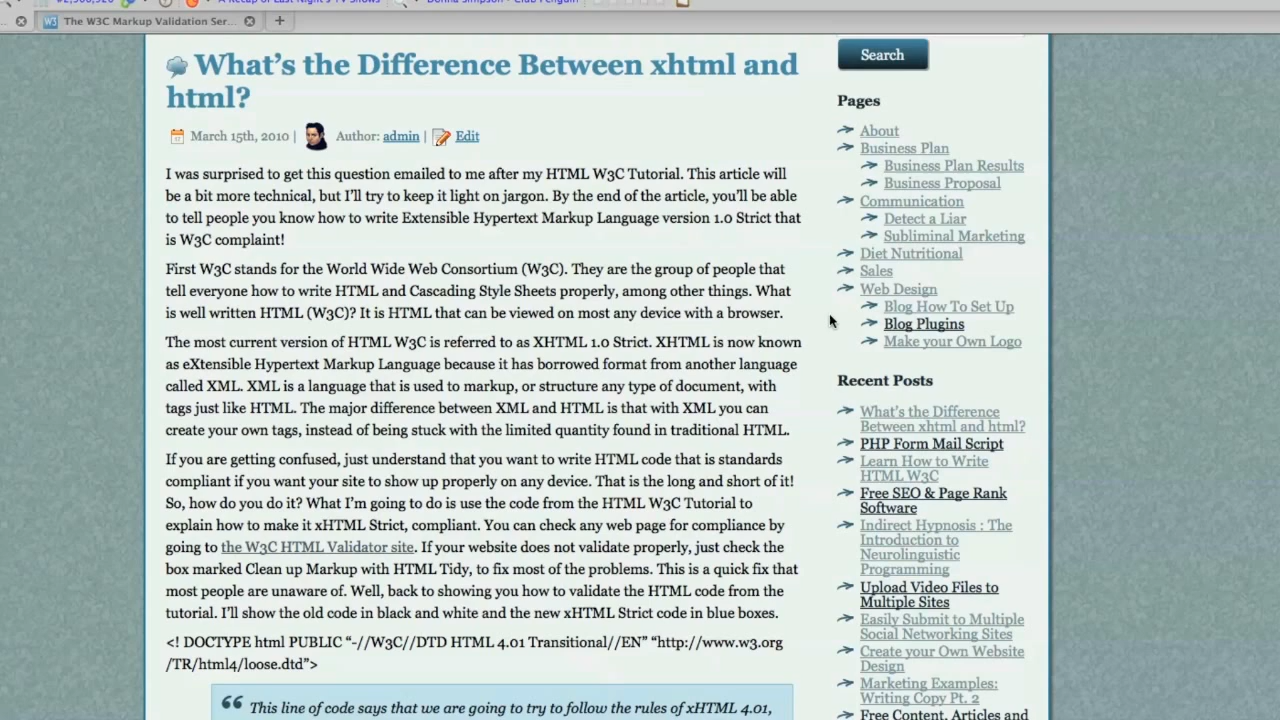 The W3C Markup Validation Ser...
What's the Difference Between xhtml and
html?
March 15th, 2010 | Author: admin | Edit
I was surprised to get this question emailed to me after my HTML W3C Tutorial. This article will
be a bit more technical, but I'll try to keep it light on jargon. By the end of the article, you'll be able
to tell people you know how to write Extensible Hypertext Markup Language version 1.0 Strict that
is W3C complaint!
First W3C stands for the World Wide Web Consortium (W3C). They are the group of people that
tell everyone how to write HTML and Cascading Style Sheets properly, among other things. What
is well written HTML (W3C)? It is HTML that can be viewed on most any device with a browser.
The most current version of HTML W3C is referred to as XHTML 1.0 Strict. XHTML is now known
as eXtensible Hypertext Markup Language because it has borrowed format from another language
called XML. XML is a language that is used to markup, or structure any type of document, with
tags just like HTML. The major difference between XML and HTML is that with XML you can
create your own tags, instead of being stuck with the limited quantity found in traditional HTML.
If you are getting confused, just understand that you want to write HTML code that is standards
compliant if you want your site to show up properly on any device. That is the long and short of it!
So, how do you do it? What I'm going to do is use the code from the HTML W3C Tutorial to
explain how to make it xHTML Strict, compliant. You can check any web page for compliance by
going to the W3C HTML Validator site. If your website does not validate properly, just check the
box marked Clean up Markup with HTML Tidy, to fix most of the problems. This is a quick fix that
most people are unaware of. Well, back to showing you how to validate the HTML code from the
tutorial. I'll show the old code in black and white and the new xHTML Strict code in blue boxes.
<! DOCTYPE html PUBLIC "-//W3C//DTD HTML 4.01 Transitional//EN" "http://www.w3.org
/TR/html4/loose.dtd">
This line of code says that we are going to try to follow the rules of xHTML 4.01,
Search
Pages
About
Business Plan
Business Plan Results
Business Proposal
Communication
Detect a Liar
Subliminal Marketing
Diet Nutritional
Sales
Web Design
Blog How To Set Up
Blog Plugins
Make your Own Logo
Recent Posts
What's the Difference
Between xhtml and html?
PHP Form Mail Script
Learn How to Write
HTML W3C
Free SEO & Page Rank
Software
Indirect Hypnosis : The
Introduction to
Neurolinguistic
Programming
Upload Video Files to
Multiple Sites
Easily Submit to Multiple
Social Networking Sites
Create your Own Website
Design
Marketing Examples:
Writing Copy Pt. 2
Free Content, Articles and